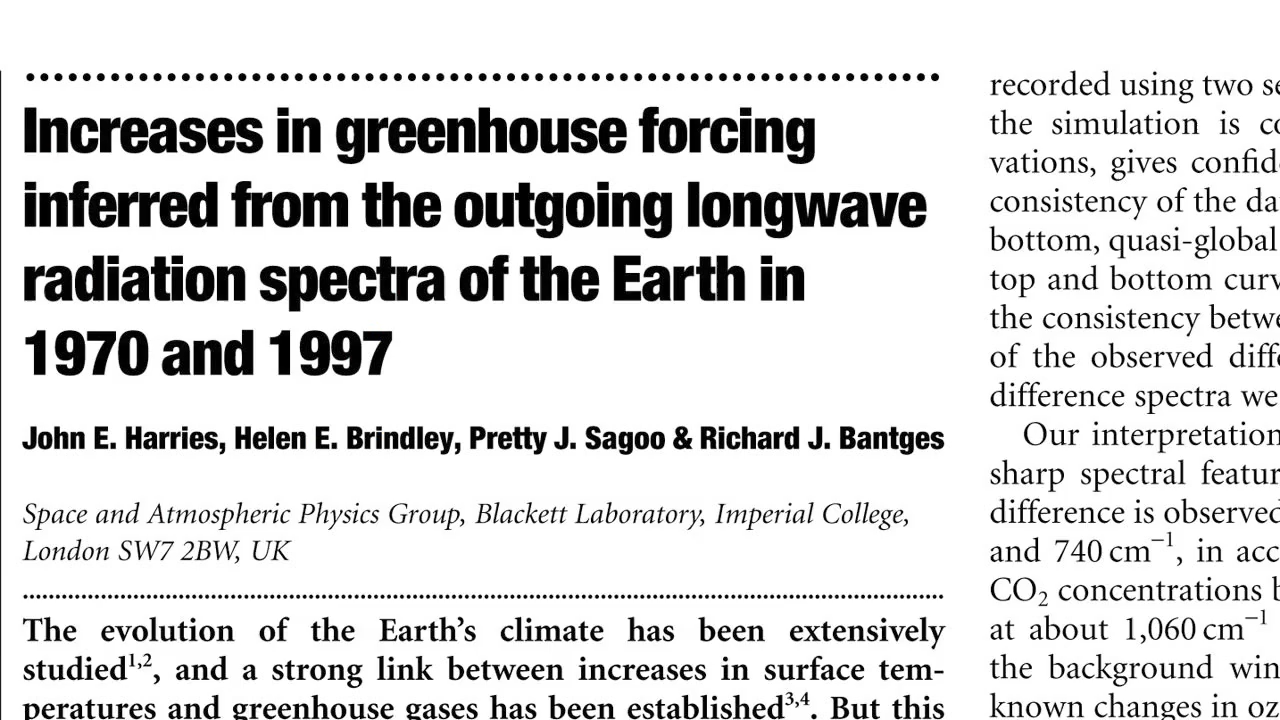 Increases in greenhouse forcing
inferred from the outgoing longwave
radiation spectra of the Earth in
1970 and 1997
John E. Harries, Helen E. Brindley, Pretty J. Sagoo & Richard J. Bantges
Space and Atmospheric Physics Group, Blackett Laboratory, Imperial College,
London SW7 2BW, UK
The evolution of the Earth's climate has been extensively
studied¹,², and a strong link between increases in surface tem-
peratures and greenhouse gases has been established³,⁴. But this
recorded using two
the simulation is
vations, gives
consistency of the
bottom, quasi-global
top and bottom
the consistency
of the observed
difference spectra
Our interpretation
sharp spectral
difference is observed
and 740 cm⁻¹, in
CO₂ concentrations
at about 1,060 cm⁻¹
the background
known changes in